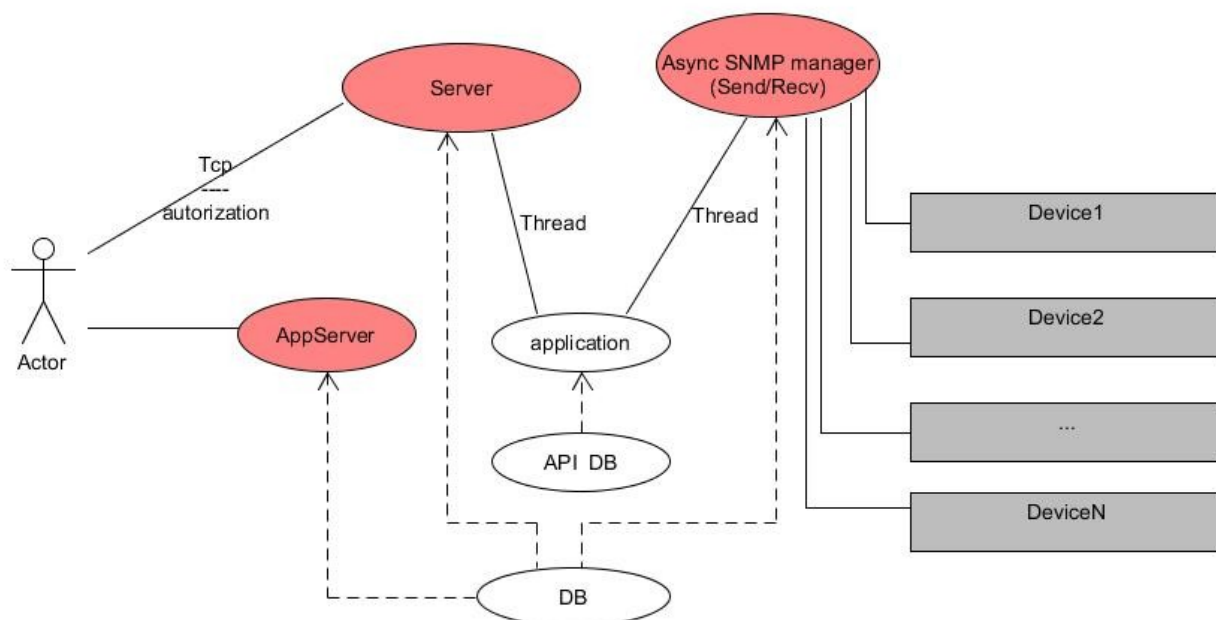 Async SNMP manager
(Send/Recv)
Server
Tcp
----
autorization
Thread
Thread
Device1
Device2
...
DeviceN
AppServer
application
Actor
API DB
DB